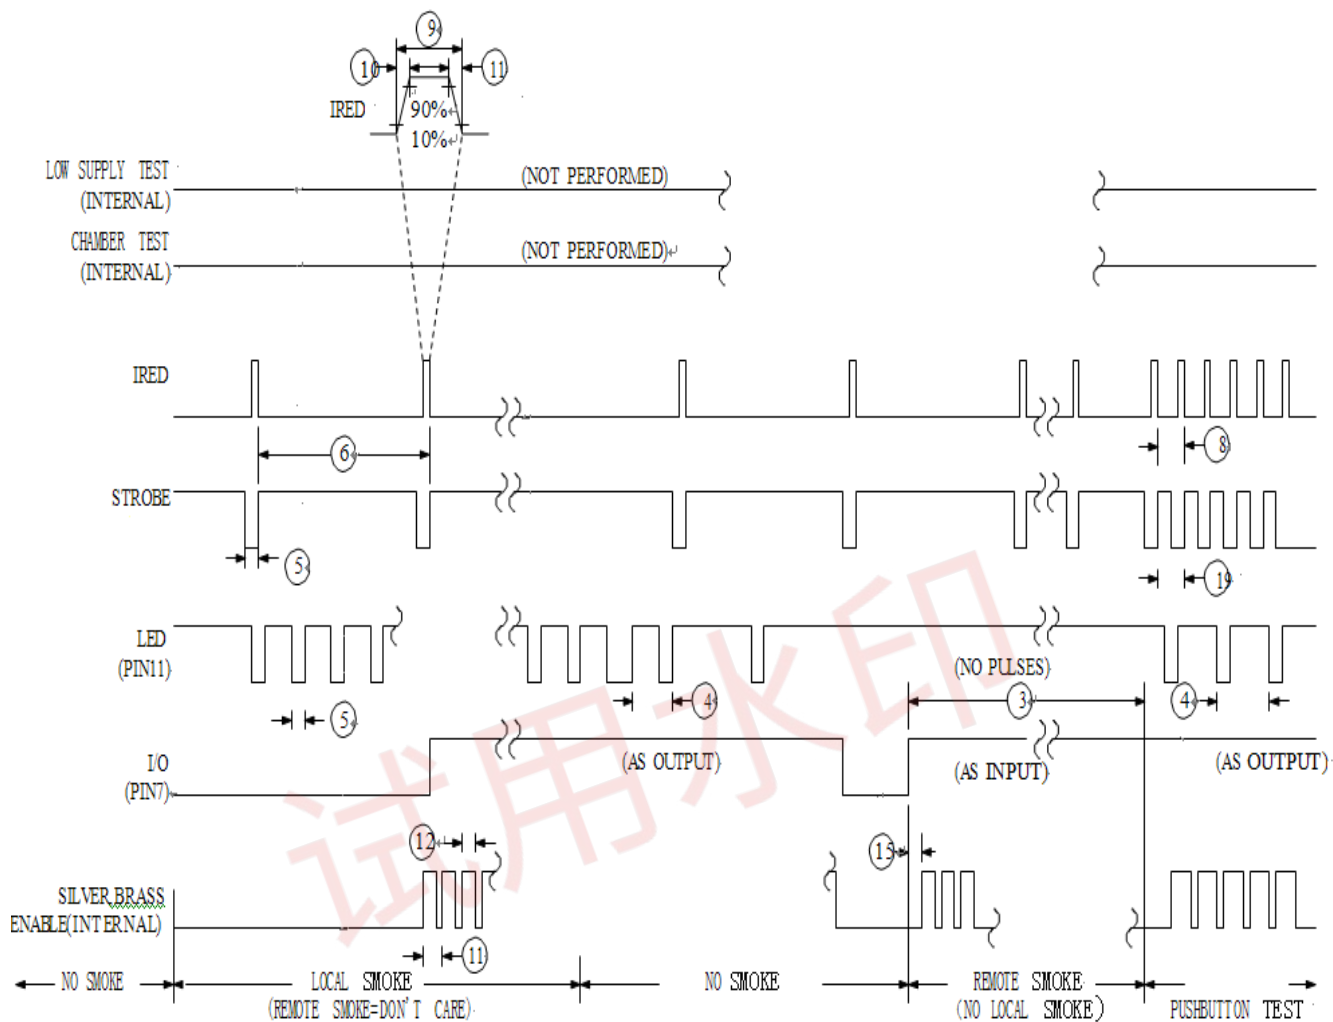 9
10
11
IRED
90%
10%
LOW SUPPLY TEST
(INTERNAL)
(NOT PERFORMED)
CHAMBER TEST
(INTERNAL)
(NOT PERFORMED)
IRED
6
8
STROBE
5
19
LED
(PIN11)
(NO PULSES)
5
4
3
4
I/O
(PIN7)
(AS OUTPUT)
(AS INPUT)
(AS OUTPUT)
12
15
SILVER BRASS
ENABLE(INTERNAL)
11
NO SMOKE
LOCAL SMOKE
(REMOTE SMOKE=DON'T CARE)
NO SMOKE
REMOTE SMOKE
(NO LOCAL SMOKE)
PUSHBUTTON TEST
试用水印